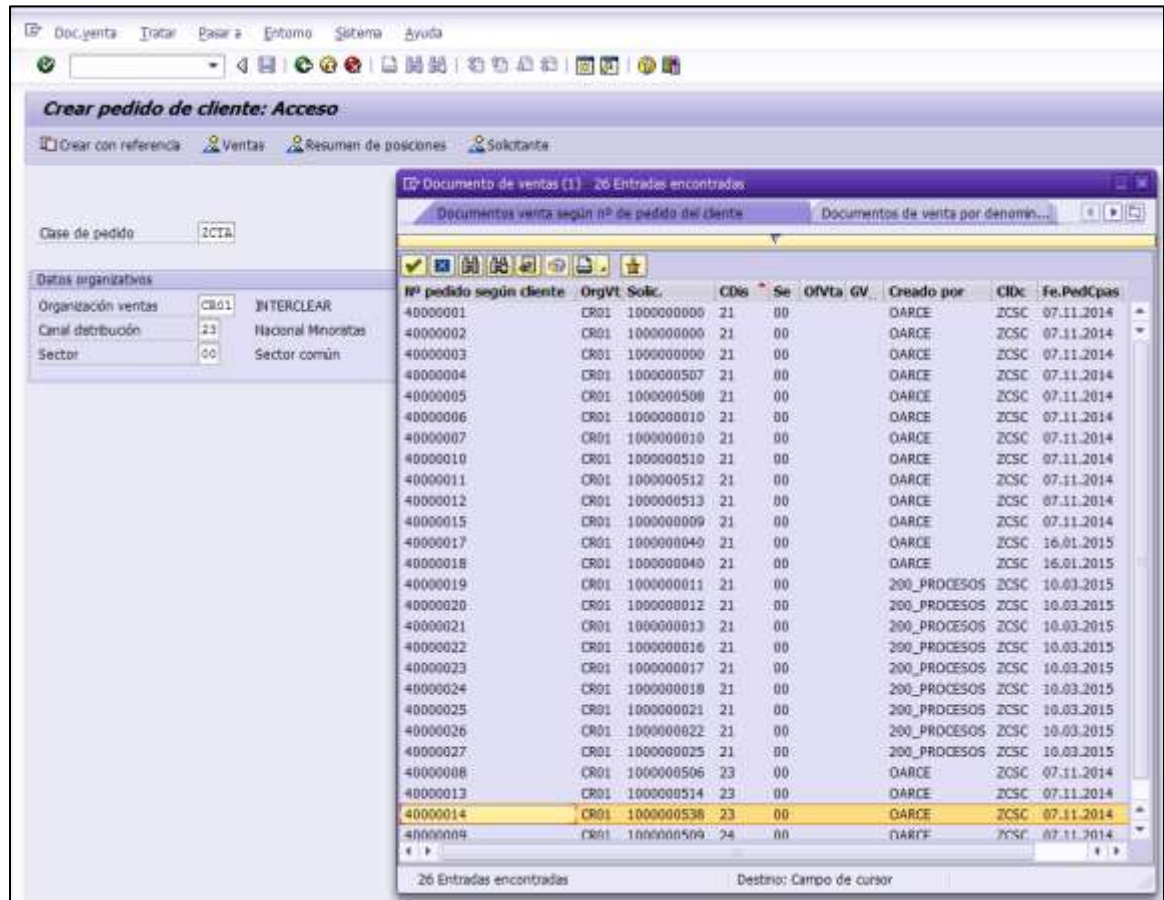 Doc.venta Tratar Pasar a Entorno Sistema Ayuda
Crear pedido de cliente: Acceso
Crear con referencia Ventas Resumen de posiciones Solicitante
Documento de ventas (1) 26 Entradas encontradas
Documentos venta según nº de pedido del cliente Documentos de venta por denomin...
Clase de pedido ZCTA
Datos organizativos
Organización ventas CR01 INTERCLEAR
Canal distribución 23 Nacional Minoristas
Sector 00 Sector común
Nº pedido según cliente OrgVt Solic. CDis Se OfVta GV Creado por ClDc Fe.PedCpas
40000001 CR01 1000000000 21 00 OARCE ZCSC 07.11.2014
40000002 CR01 1000000000 21 00 OARCE ZCSC 07.11.2014
40000003 CR01 1000000000 21 00 OARCE ZCSC 07.11.2014
40000004 CR01 1000000507 21 00 OARCE ZCSC 07.11.2014
40000005 CR01 1000000508 21 00 OARCE ZCSC 07.11.2014
40000006 CR01 1000000010 21 00 OARCE ZCSC 07.11.2014
40000007 CR01 1000000010 21 00 OARCE ZCSC 07.11.2014
40000010 CR01 1000000510 21 00 OARCE ZCSC 07.11.2014
40000011 CR01 1000000512 21 00 OARCE ZCSC 07.11.2014
40000012 CR01 1000000513 21 00 OARCE ZCSC 07.11.2014
40000015 CR01 1000000009 21 00 OARCE ZCSC 07.11.2014
40000017 CR01 1000000040 21 00 OARCE ZCSC 16.01.2015
40000018 CR01 1000000040 21 00 OARCE ZCSC 16.01.2015
40000019 CR01 1000000011 21 00 200_PROCESOS ZCSC 10.03.2015
40000020 CR01 1000000012 21 00 200_PROCESOS ZCSC 10.03.2015
40000021 CR01 1000000013 21 00 200_PROCESOS ZCSC 10.03.2015
40000022 CR01 1000000016 21 00 200_PROCESOS ZCSC 10.03.2015
40000023 CR01 1000000017 21 00 200_PROCESOS ZCSC 10.03.2015
40000024 CR01 1000000018 21 00 200_PROCESOS ZCSC 10.03.2015
40000025 CR01 1000000021 21 00 200_PROCESOS ZCSC 10.03.2015
40000026 CR01 1000000022 21 00 200_PROCESOS ZCSC 10.03.2015
40000027 CR01 1000000025 21 00 200_PROCESOS ZCSC 10.03.2015
40000008 CR01 1000000506 23 00 OARCE ZCSC 07.11.2014
40000013 CR01 1000000514 23 00 OARCE ZCSC 07.11.2014
40000014 CR01 1000000538 23 00 OARCE ZCSC 07.11.2014
40000009 CR01 1000000509 24 00 OARCE ZCSC 07.11.2014
26 Entradas encontradas Destino: Campo de cursor